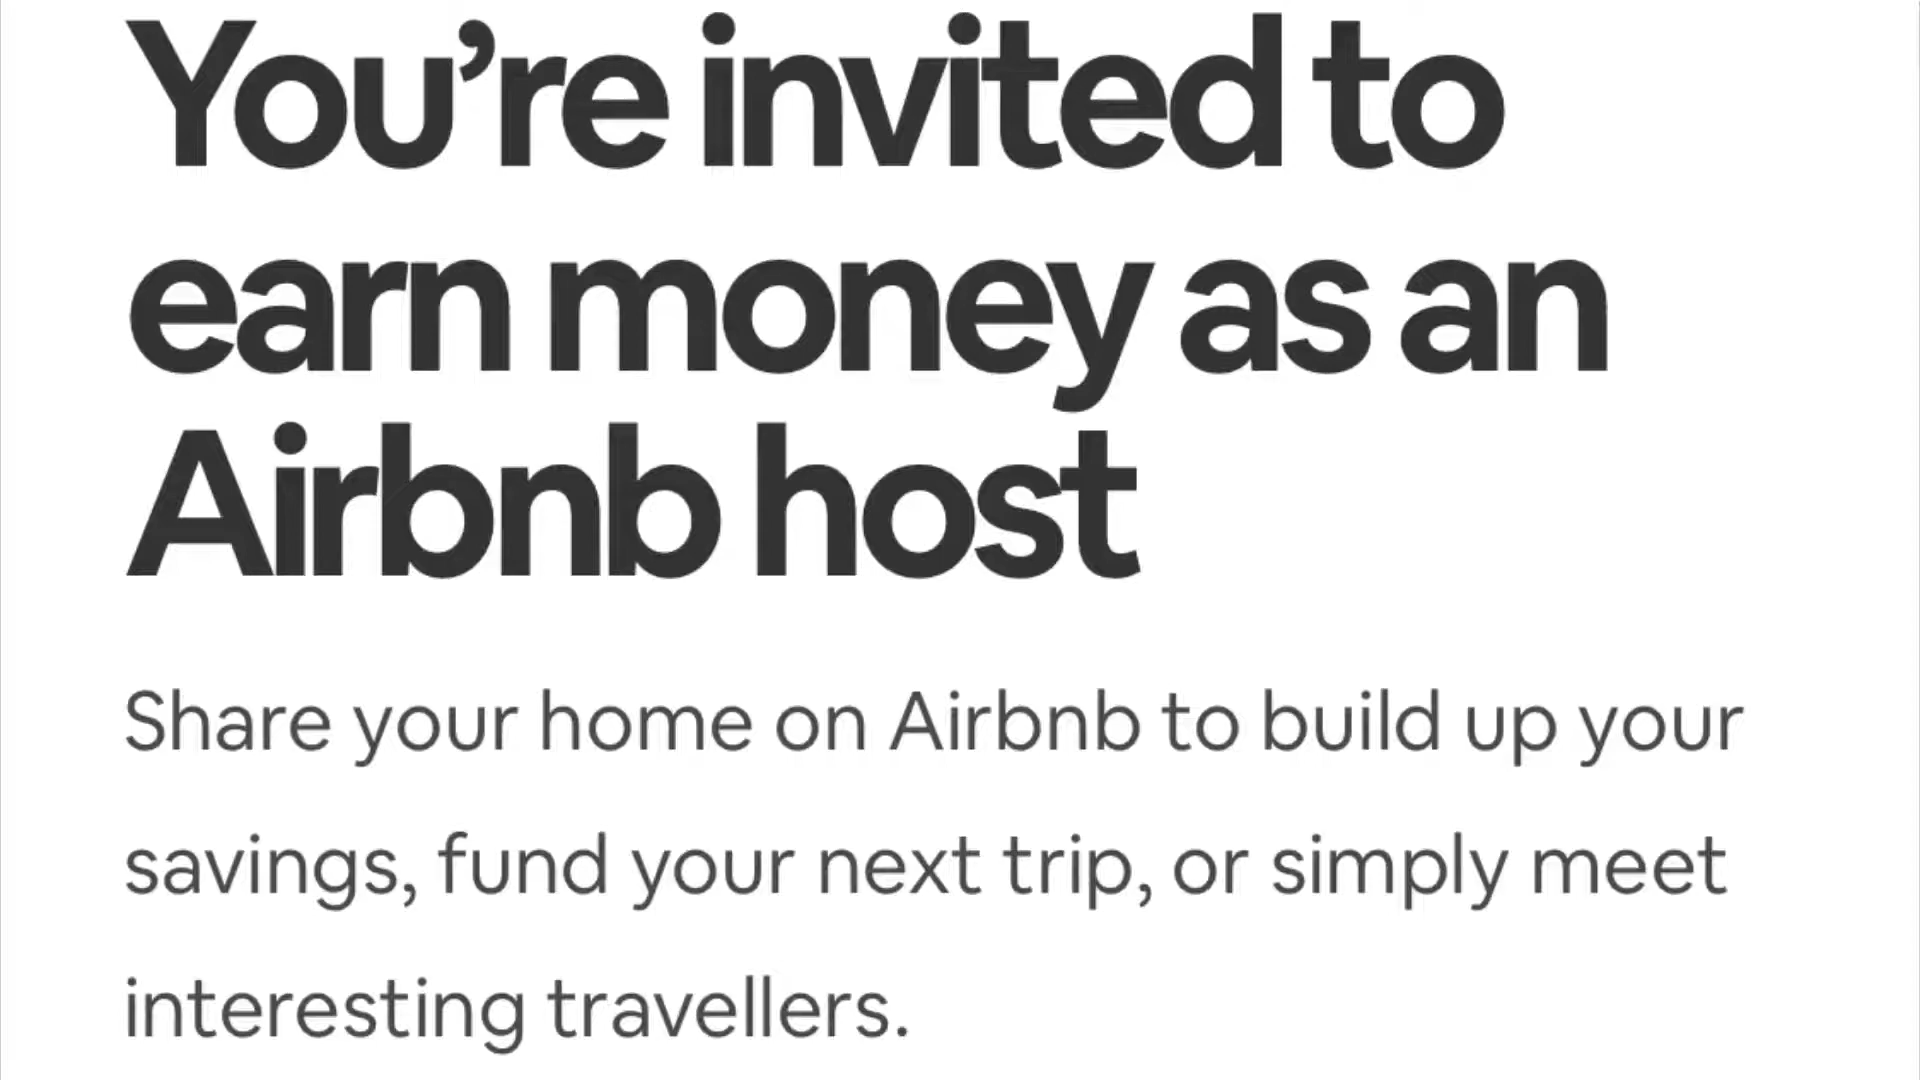 You’re invited to
earn money as an
Airbnb host
Share your home on Airbnb to build up your
savings, fund your next trip, or simply meet
interesting travellers.